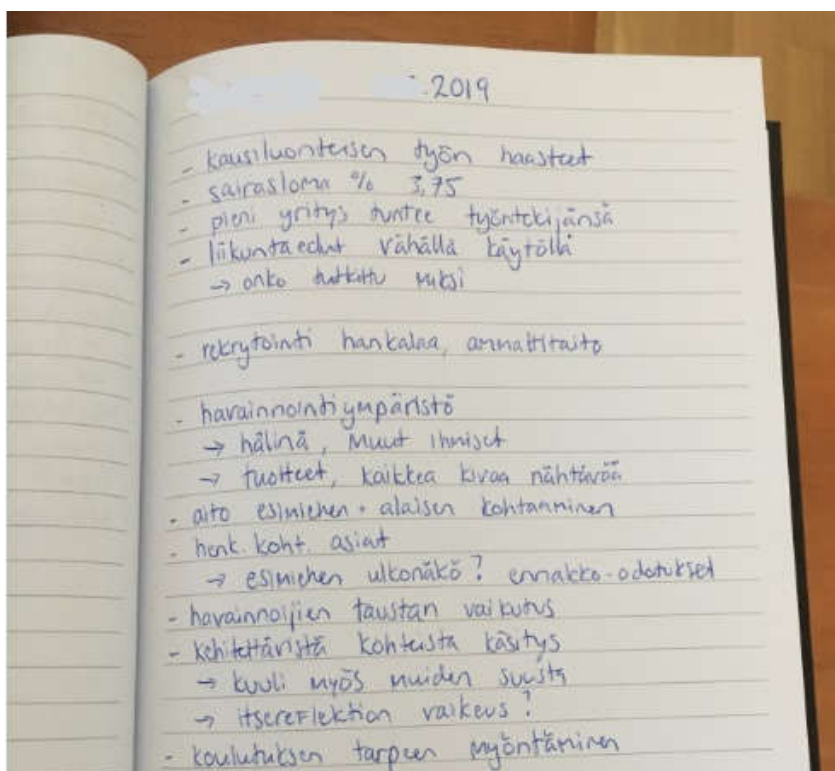 .2019
- kausiluonteisen työn haasteet
- sairasloma % 3,75
- pieni yritys tuntee työntekijänsä
- liikuntaedut vähällä käytöllä
→ onko tutkittu miksi
- rekrytointi hankalaa, ammattitaito
- havainnointiympäristö
→ hälinä, muut ihmiset
→ tuotteet, kaikkea kivaa nähtävää
- aito esimiehen - alaisen kohtaaminen
- henk. koht. asiat
→ esimiehen ulkonäkö? ennakko-odotukset
- havainnoijien taustan vaikutus
- kehitettävistä kohteista käsitys
→ kuuli myös muiden suusta
→ itsereflektion vaikeus?
- koulutuksen tarpeen myöntäminen